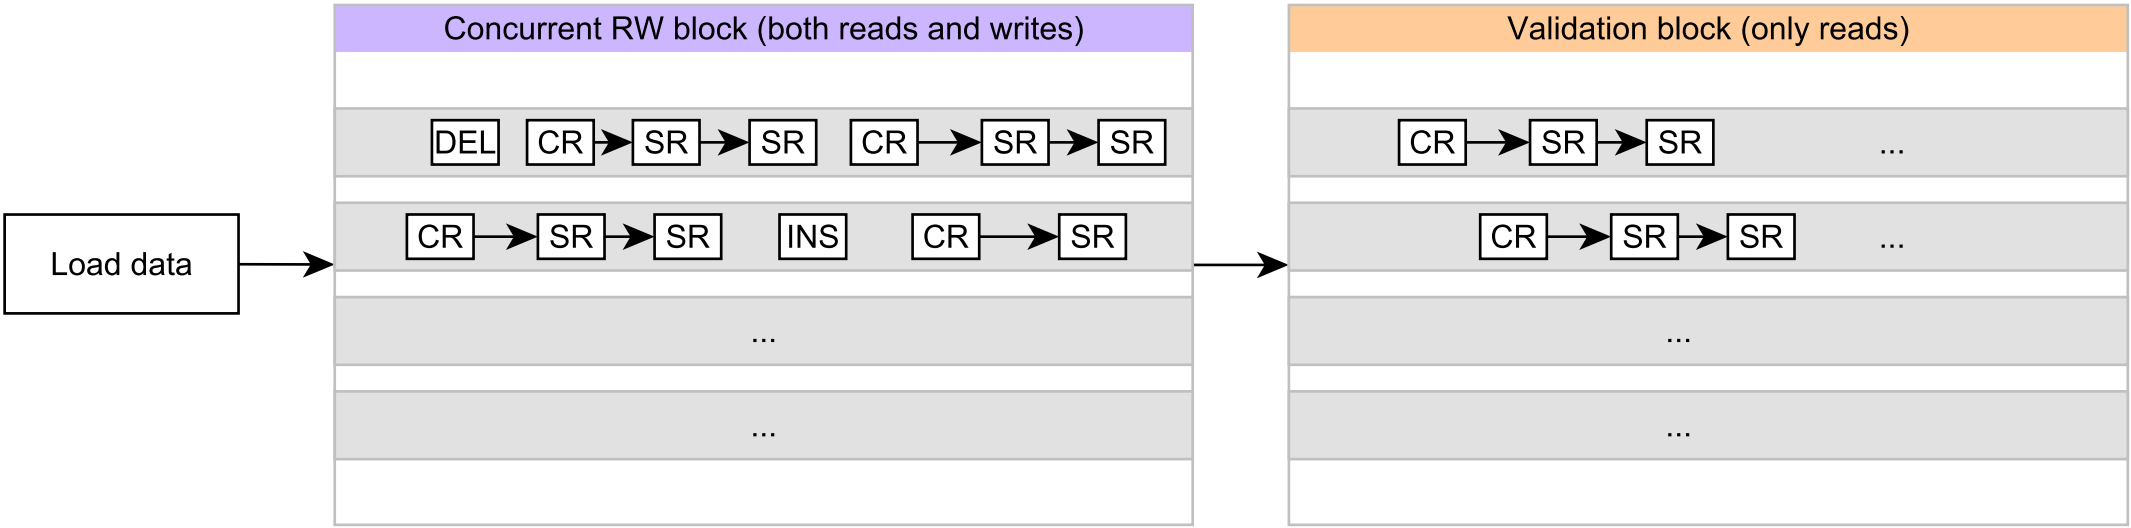 Concurrent RW block (both reads and writes)
DEL CR SR SR CR SR SR
CR SR SR INS CR SR
...
...
Load data
Validation block (only reads)
CR SR SR ...
CR SR SR ...
...
...